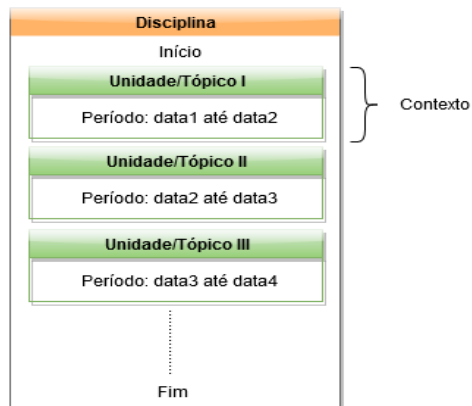 Disciplina
Início
Unidade/Tópico I
Período: data1 até data2
Contexto
Unidade/Tópico II
Período: data2 até data3
Unidade/Tópico III
Período: data3 até data4
Fim